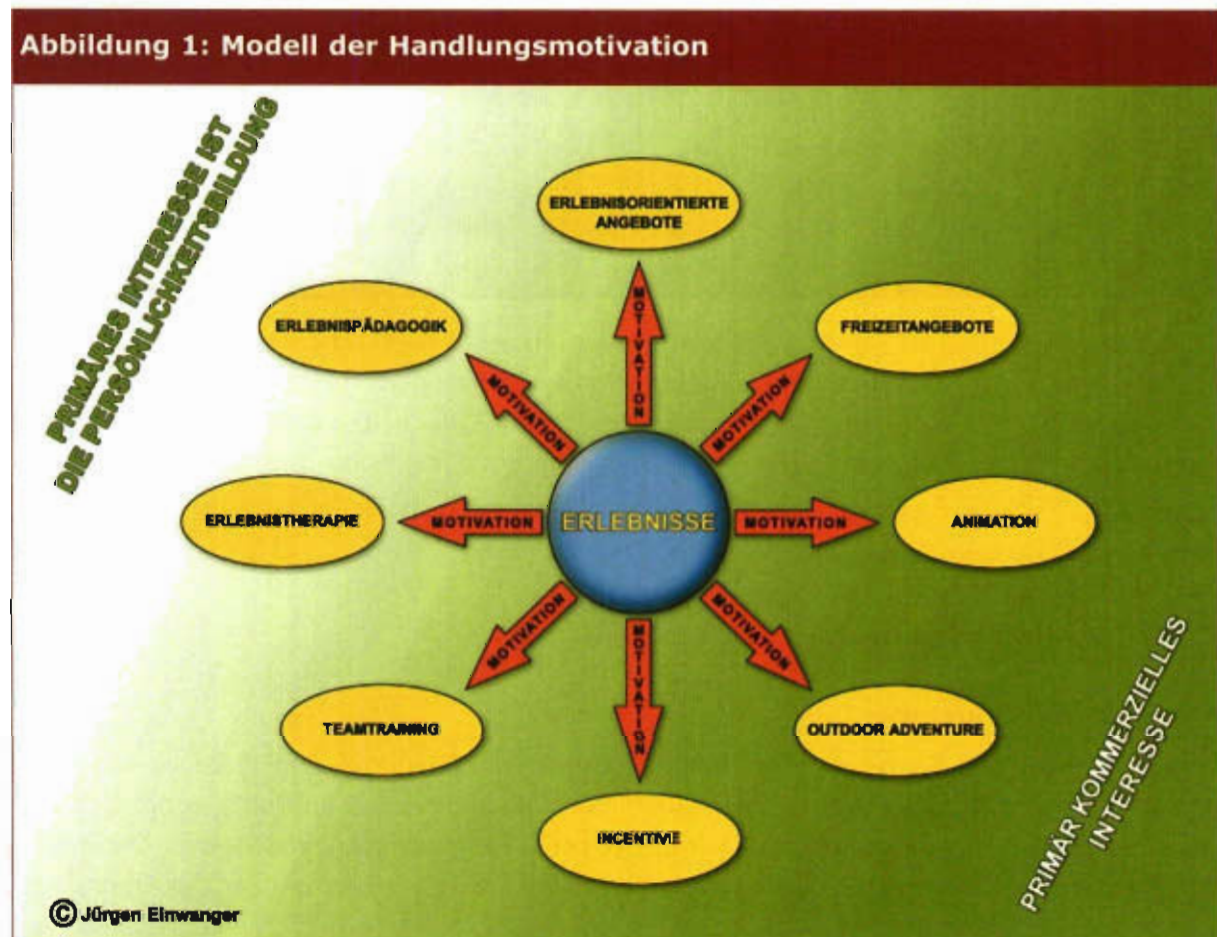 Abbildung 1: Modell der Handlungsmotivation
PRIMÄRES INTERESSE IST
DIE PERSÖNLICHKEITSBILDUNG
ERLEBNISORIENTIERTE
ANGEBOTE
ERLEBNISPÄDAGOGIK
FREIZEITANGEBOTE
MOTIVATION
MOTIVATION
MOTIVATION
ERLEBNISTHERAPIE
MOTIVATION
ERLEBNISSE
MOTIVATION
ANIMATION
MOTIVATION
MOTIVATION
MOTIVATION
TEAMTRAINING
OUTDOOR ADVENTURE
INCENTIVE
PRIMÄR KOMMERZIELLES
INTERESSE
© Jürgen Einwanger